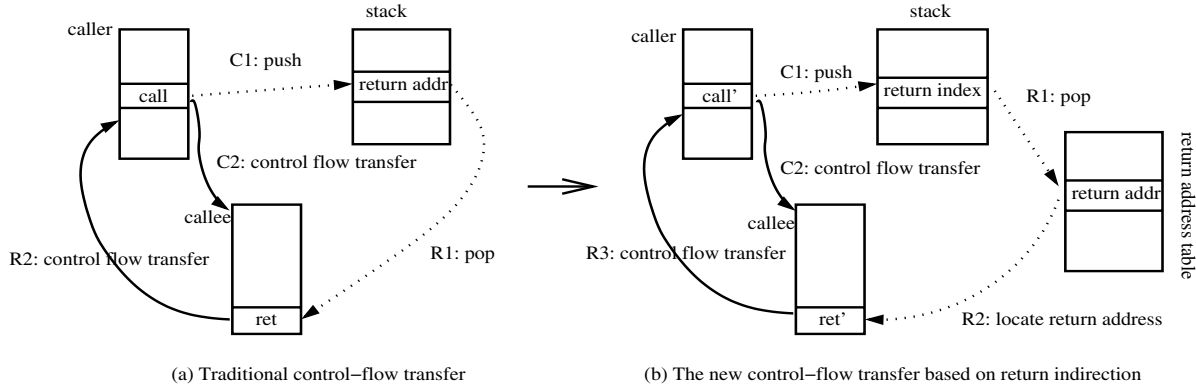 stack
caller
C1: push
return addr
call
C2: control flow transfer
callee
R1: pop
R2: control flow transfer
ret
(a) Traditional control−flow transfer
stack
caller
C1: push
return index
call’
R1: pop
C2: control flow transfer
return addr
return address table
callee
R3: control flow transfer
ret’
R2: locate return address
(b) The new control−flow transfer based on return indirection